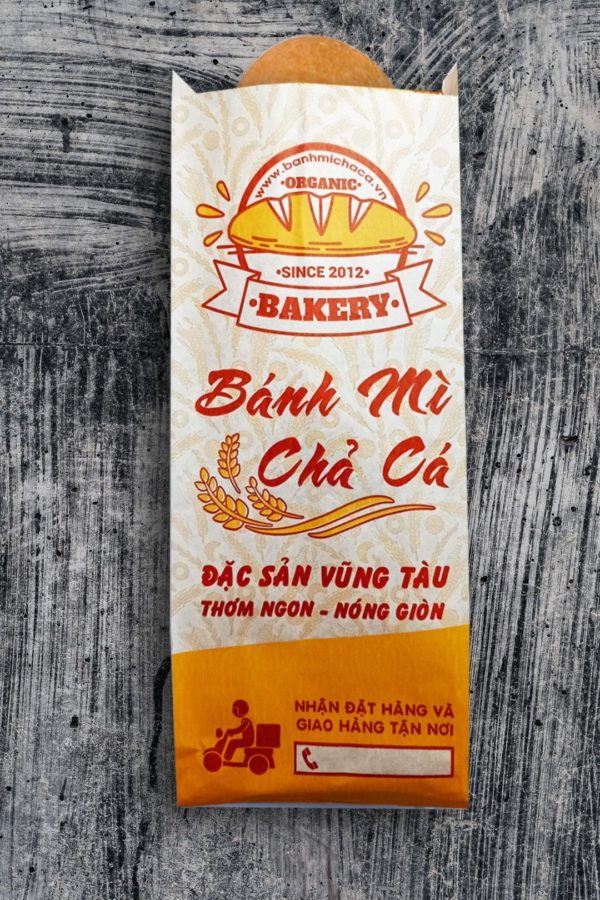 www.banhmichaca.vn
•ORGANIC•
•SINCE 2012•
•BAKERY•
Bánh Mì
Chả Cá
ĐẶC SẢN VŨNG TÀU
THƠM NGON - NÓNG GIÒN
NHẬN ĐẶT HÀNG VÀ
GIAO HÀNG TẬN NƠI